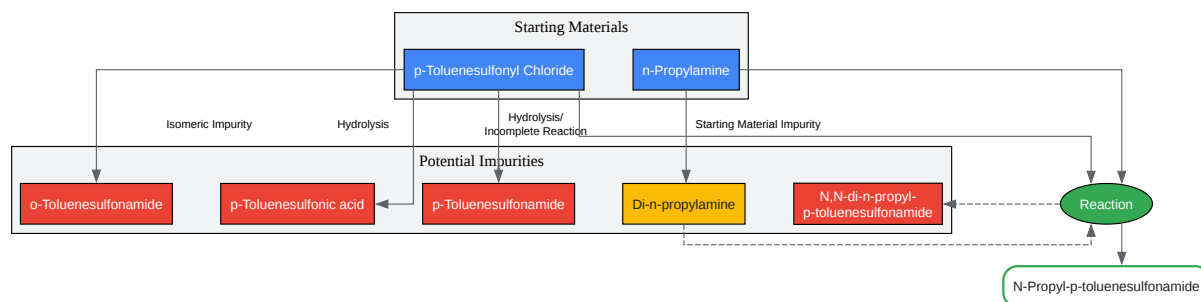 Starting Materials
p-Toluenesulfonyl Chloride
n-Propylamine
Isomeric Impurity
Hydrolysis
Hydrolysis/
Incomplete Reaction
Starting Material Impurity
Potential Impurities
o-Toluenesulfonamide
p-Toluenesulfonic acid
p-Toluenesulfonamide
Di-n-propylamine
N,N-di-n-propyl-
p-toluenesulfonamide
Reaction
N-Propyl-p-toluenesulfonamide